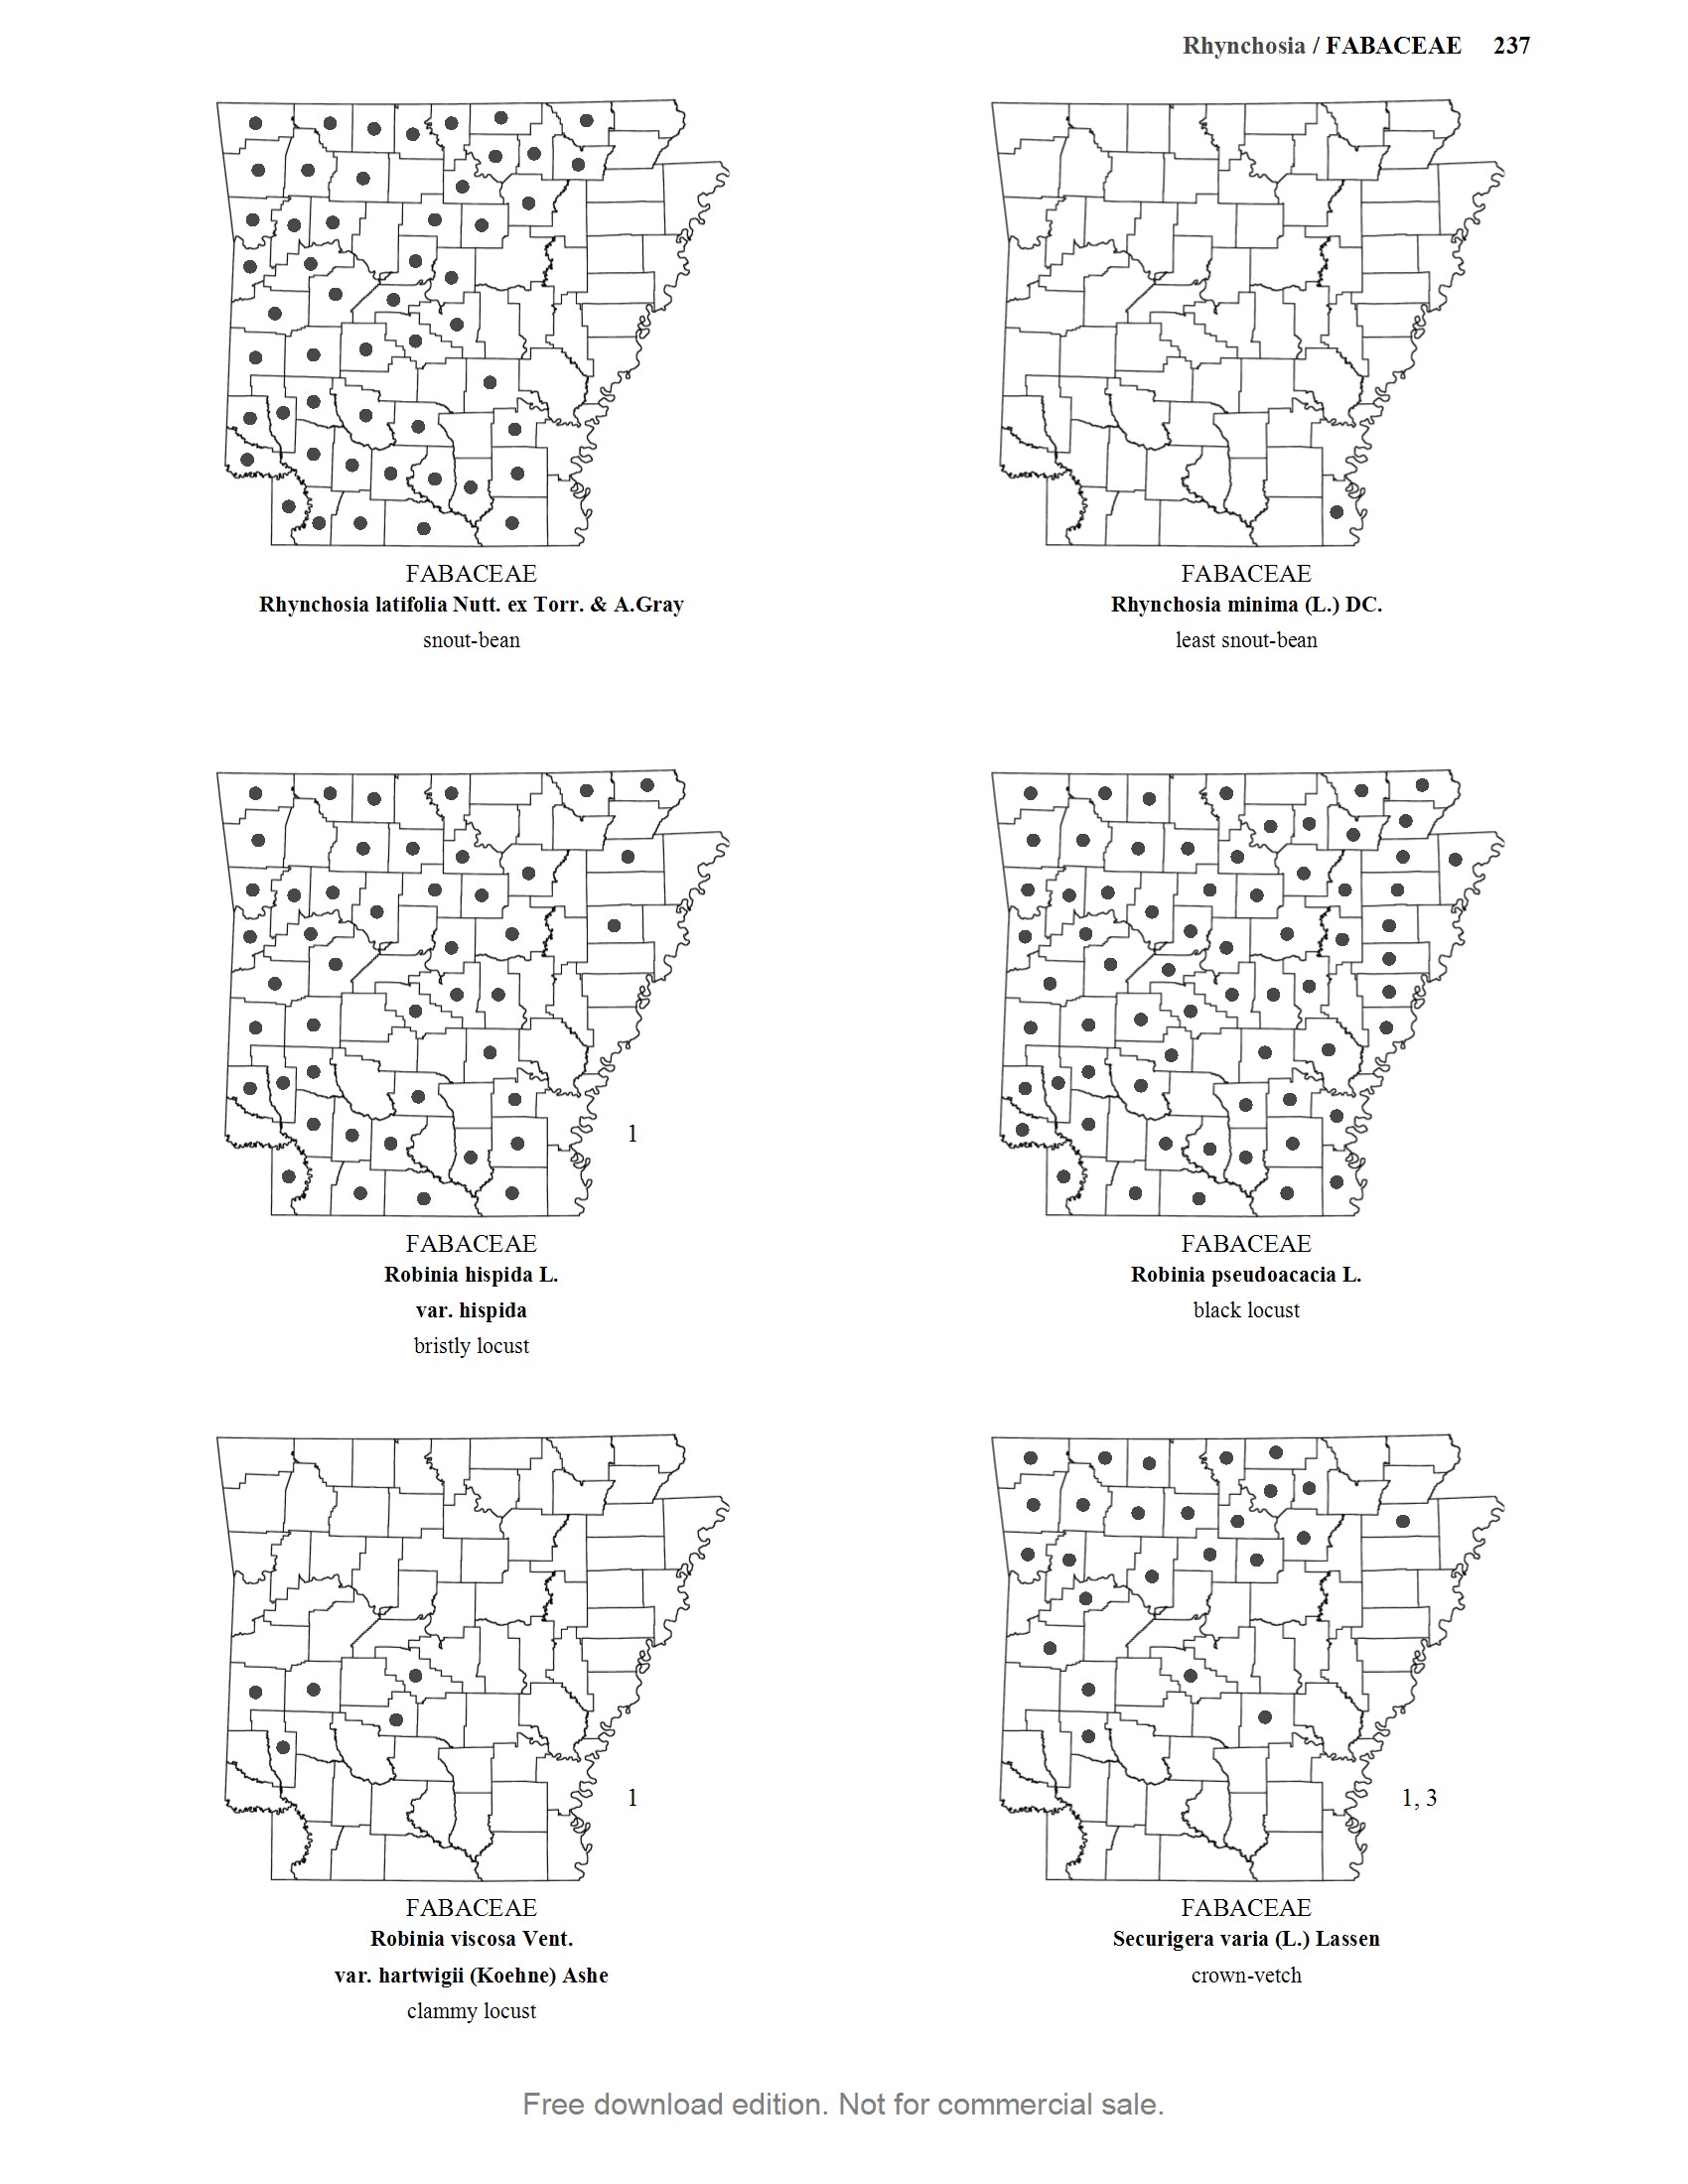 Rhynchosia / FABACEAE 237
FABACEAE
Rhynchosia latifolia Nutt. ex Torr. & A.Gray
snout-bean
FABACEAE
Rhynchosia minima (L.) DC.
least snout-bean
1
FABACEAE
Robinia hispida L.
var. hispida
bristly locust
FABACEAE
Robinia pseudoacacia L.
black locust
1
FABACEAE
Robinia viscosa Vent.
var. hartwigii (Koehne) Ashe
clammy locust
1, 3
FABACEAE
Securigera varia (L.) Lassen
crown-vetch
Free download edition. Not for commercial sale.